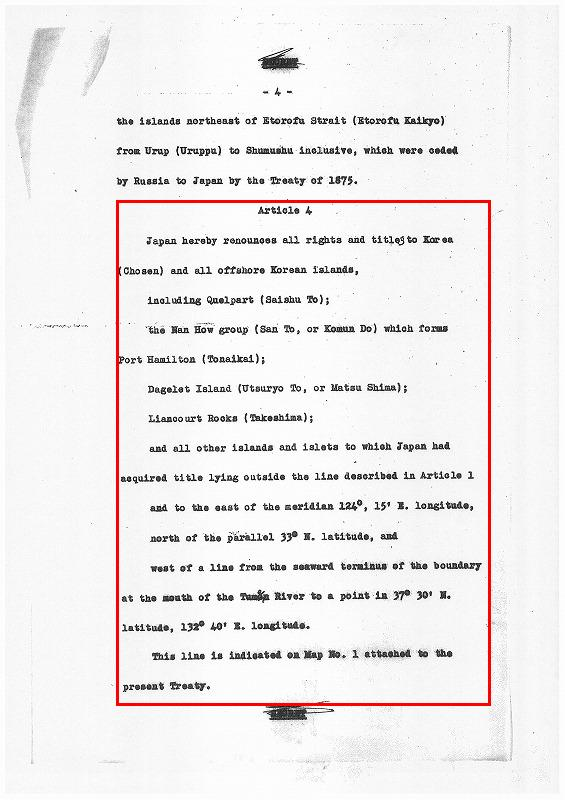 - 4 -
the islands northeast of Etorofu Strait (Etorofu Kaikyo)
from Urup (Uruppu) to Shumushu inclusive, which were ceded
by Russia to Japan by the Treaty of 1875.
Article 4
Japan hereby renounces all rights and titles to Korea
(Chosen) and all offshore Korean islands,
including Quelpart (Saishu To);
the Nan How group (San To, or Komun Do) which forms
Port Hamilton (Tonaikai);
Dagelet Island (Utsuryo To, or Matsu Shima);
Liancourt Rocks (Takeshima);
and all other islands and islets to which Japan had
acquired title lying outside the line described in Article 1
and to the east of the meridian 124°, 15' E. longitude,
north of the parallel 33° N. latitude, and
west of a line from the seaward terminus of the boundary
at the mouth of the Tumen River to a point in 37° 30' N.
latitude, 132° 40' E. longitude.
This line is indicated on Map No. 1 attached to the
present Treaty.